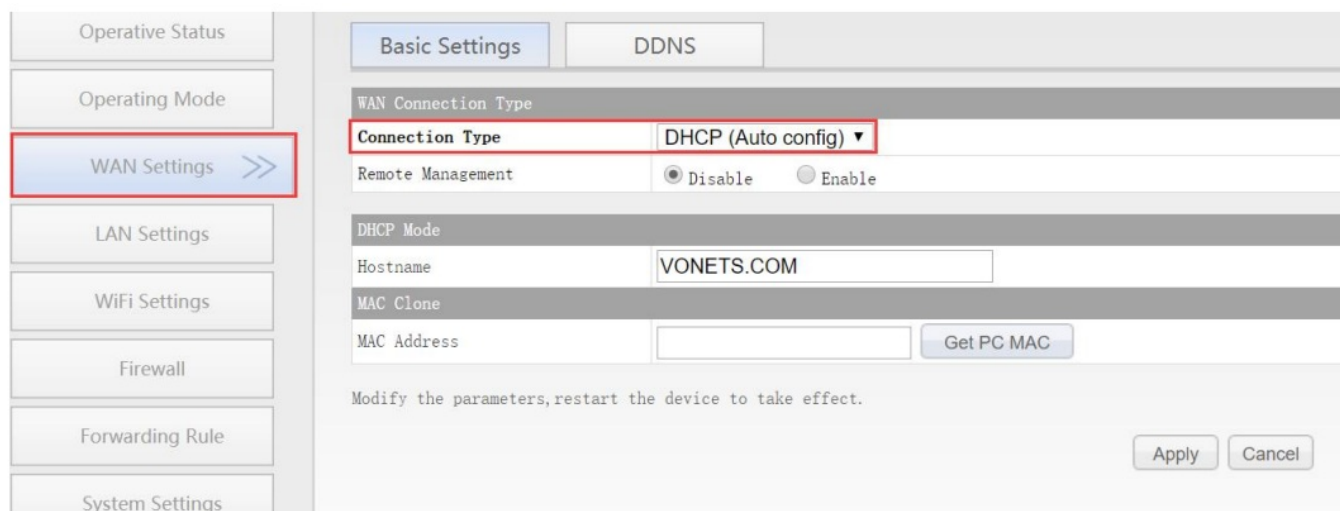 Operative Status
Operating Mode
WAN Settings
LAN Settings
WiFi Settings
Firewall
Forwarding Rule
System Settings
Basic Settings DDNS
WAN Connection Type
Connection Type DHCP (Auto config)
Remote Management Disable Enable
DHCP Mode
Hostname VONETS.COM
MAC Clone
MAC Address Get PC MAC
Modify the parameters,restart the device to take effect.
Apply Cancel